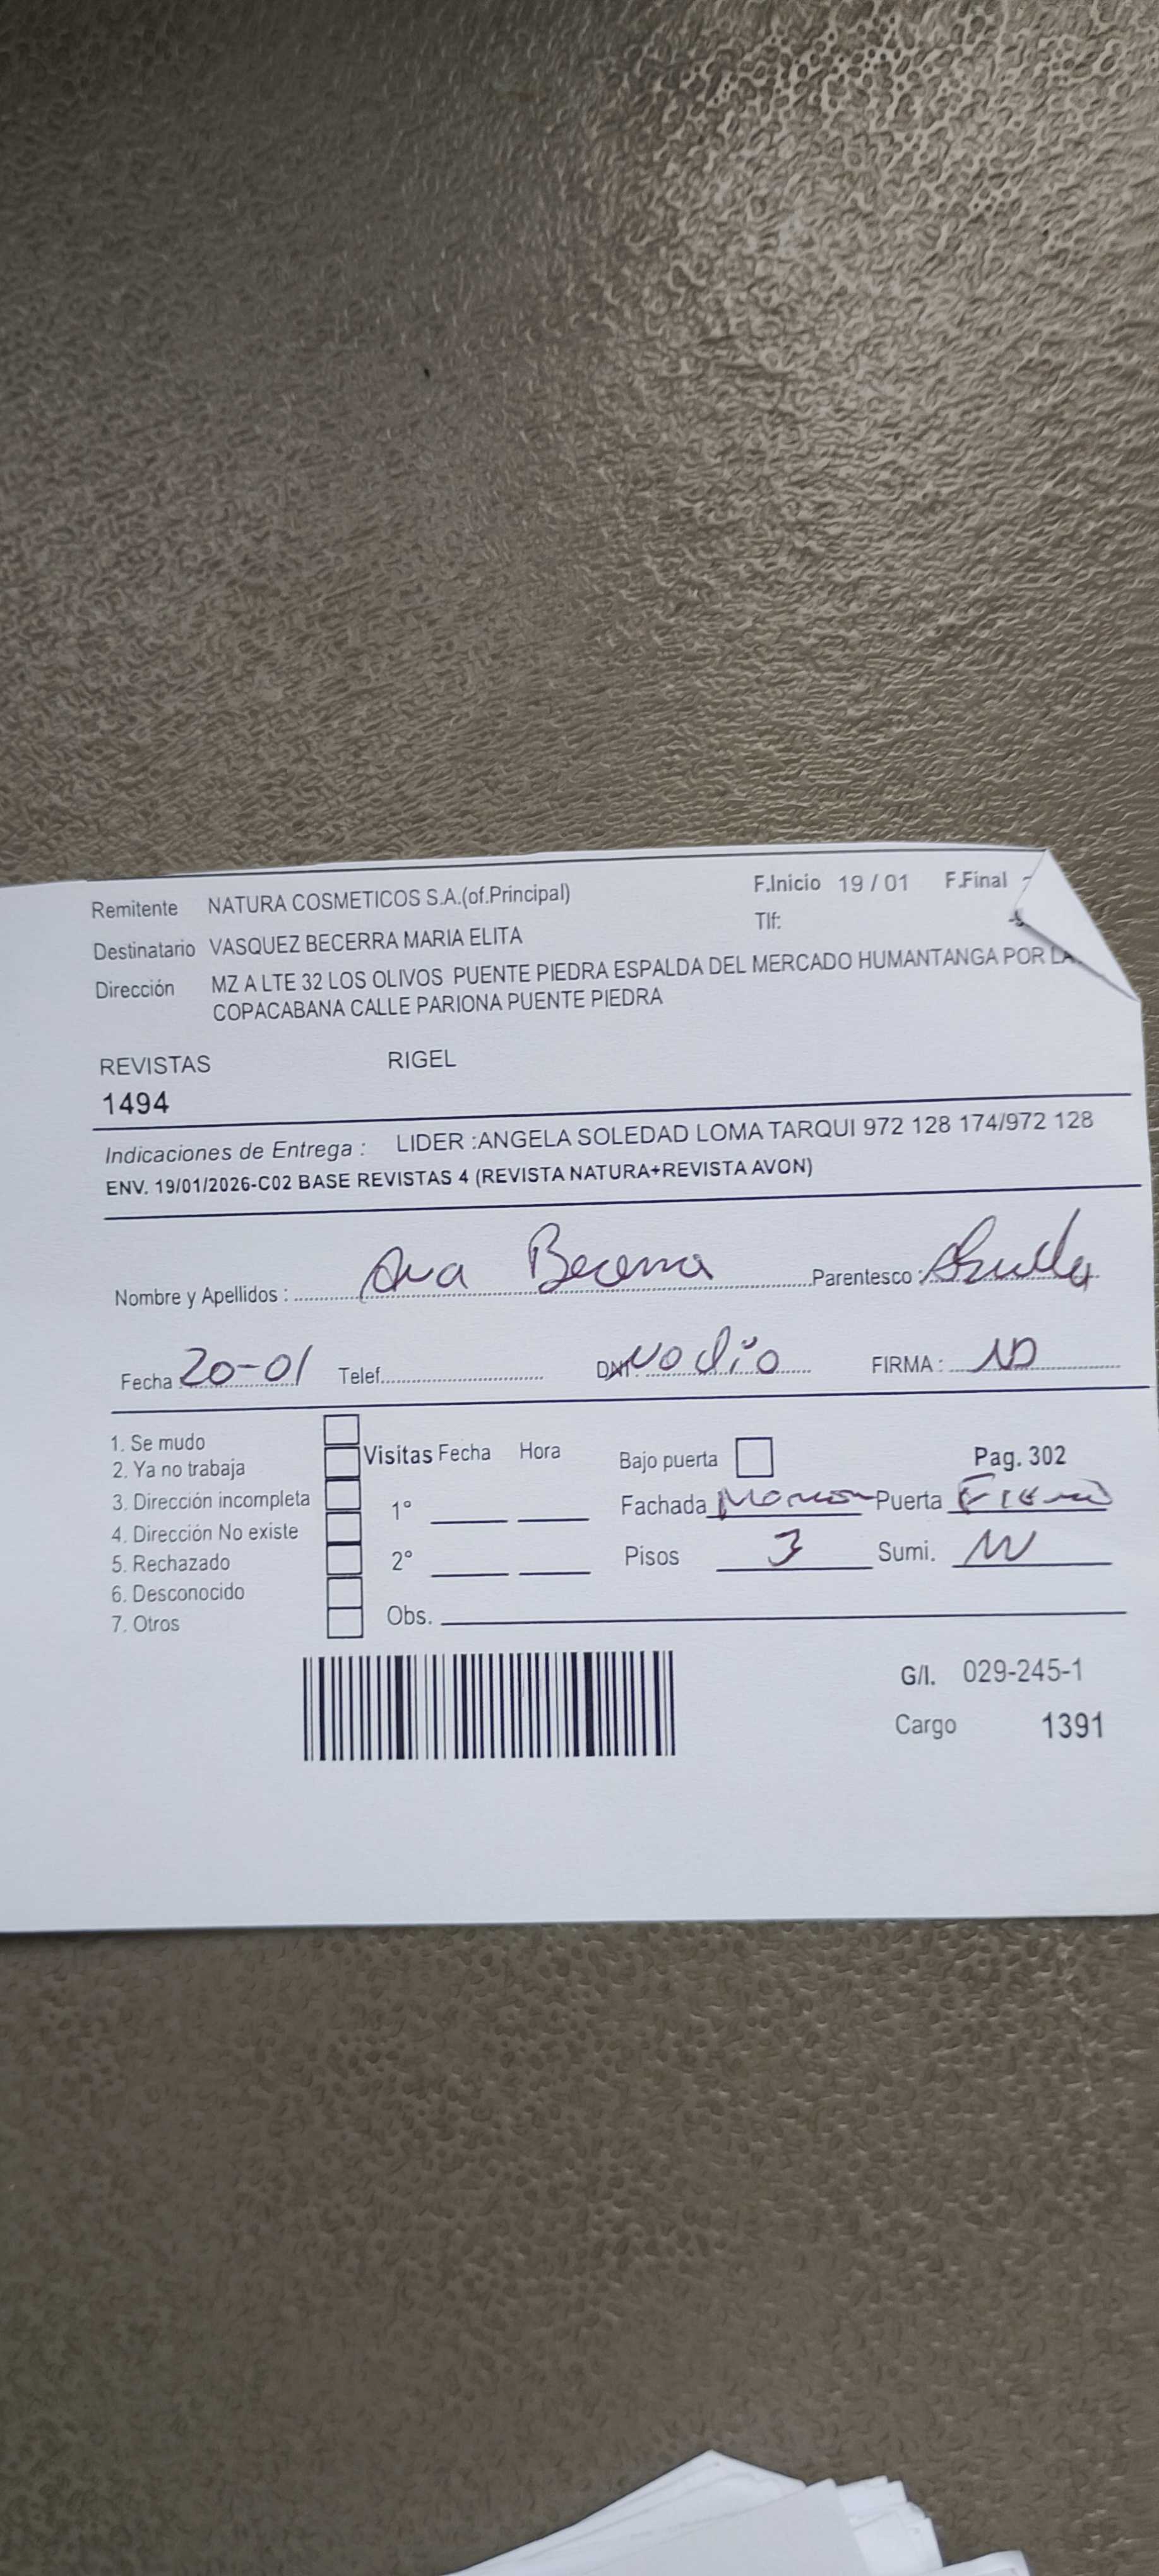 Remitente NATURA COSMETICOS S.A.(of.Principal) F.Inicio 19 / 01 F.Final
Tlf:
Destinatario VASQUEZ BECERRA MARIA ELITA
Dirección MZ A LTE 32 LOS OLIVOS PUENTE PIEDRA ESPALDA DEL MERCADO HUMANTANGA POR LA
COPACABANA CALLE PARIONA PUENTE PIEDRA
REVISTAS RIGEL
1494
Indicaciones de Entrega : LIDER :ANGELA SOLEDAD LOMA TARQUI 972 128 174/972 128
ENV. 19/01/2026-C02 BASE REVISTAS 4 (REVISTA NATURA+REVISTA AVON)
Nombre y Apellidos : Ana Becerra Parentesco :
Fecha 20-01 Telef. DNI No dio FIRMA : ND
1. Se mudo
2. Ya no trabaja
3. Dirección incompleta
4. Dirección No existe
5. Rechazado
6. Desconocido
7. Otros
Visitas Fecha Hora
1°
2°
Obs.
Bajo puerta Pag. 302
Fachada Marron Puerta Fierro
Pisos 3 Sumi.
G/I. 029-245-1
Cargo 1391